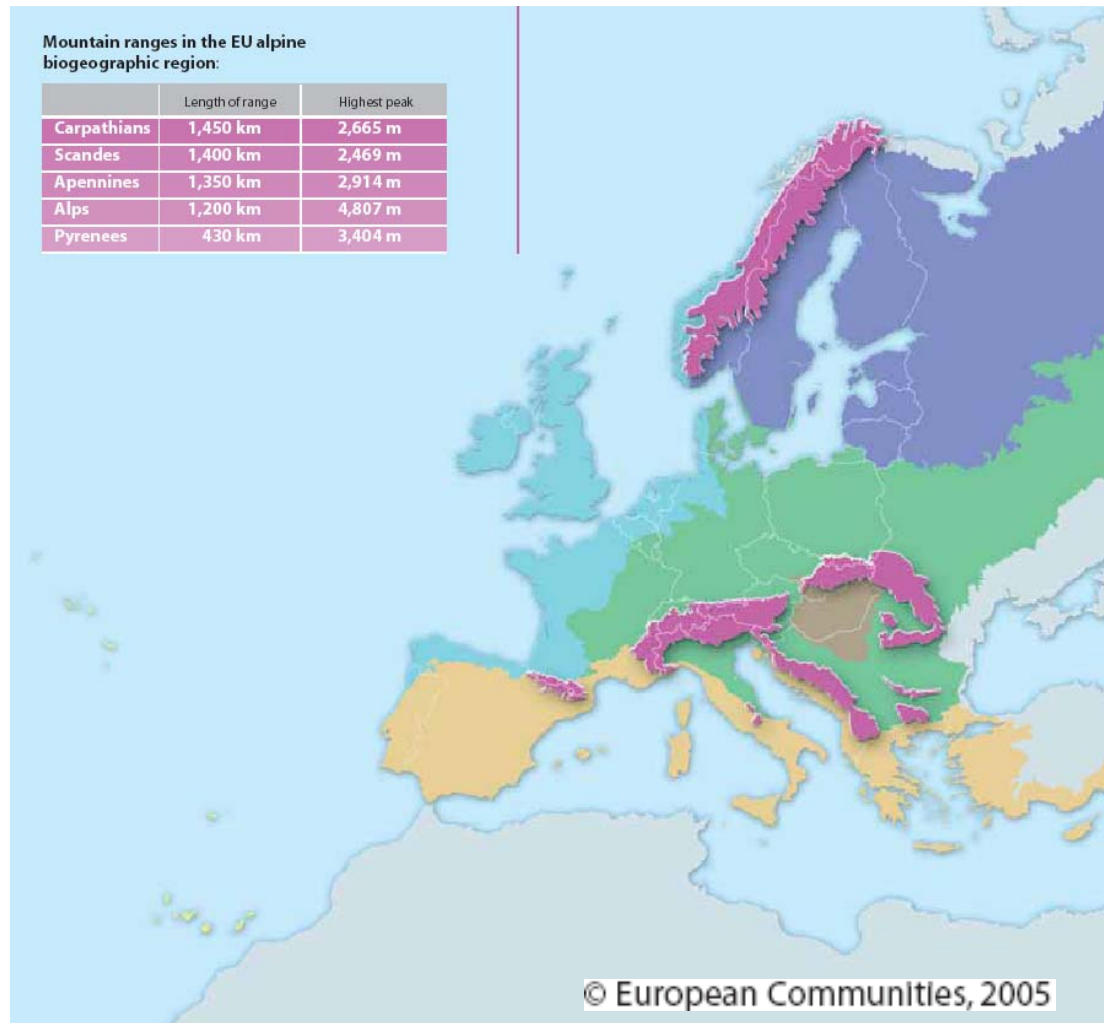 Mountain ranges in the EU alpine
biogeographic region:
Length of range Highest peak
Carpathians 1,450 km 2,665 m
Scandes 1,400 km 2,469 m
Apennines 1,350 km 2,914 m
Alps 1,200 km 4,807 m
Pyrenees 430 km 3,404 m
© European Communities, 2005